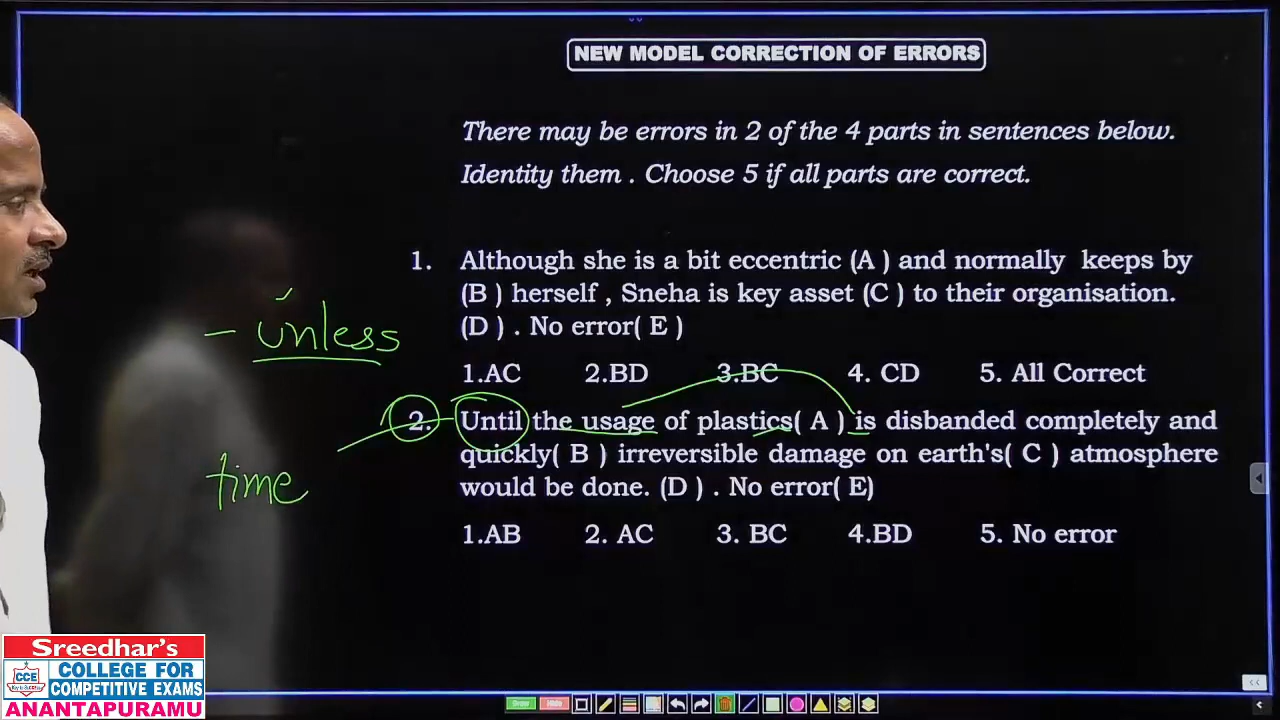 NEW MODEL CORRECTION OF ERRORS
There may be errors in 2 of the 4 parts in sentences below.
Identity them . Choose 5 if all parts are correct.
1. Although she is a bit eccentric (A ) and normally keeps by
(B ) herself , Sneha is key asset (C ) to their organisation.
(D ) . No error( E )
- unless
1.AC 2.BD 3.BC 4. CD 5. All Correct
2. Until the usage of plastics( A ) is disbanded completely and
quickly( B ) irreversible damage on earth's( C ) atmosphere
time
would be done. (D ) . No error( E)
1.AB 2. AC 3. BC 4.BD 5. No error
Sreedhar's
CCE
COLLEGE FOR
COMPETITIVE EXAMS
ANANTAPURAMU